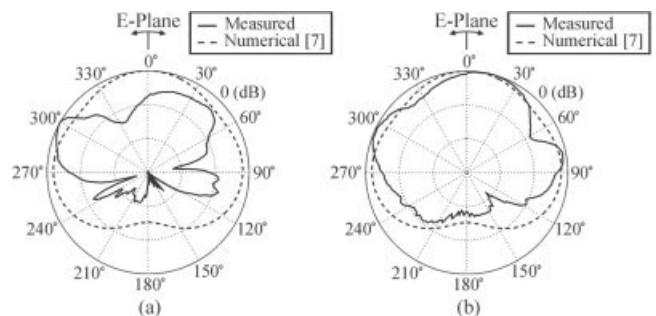 E-Plane
Measured
Numerical [7]
0°
330°
30°
0 (dB)
300°
60°
270°
90°
240°
120°
210°
150°
180°
(a)
E-Plane
Measured
Numerical [7]
0°
330°
30°
0 (dB)
300°
60°
270°
90°
240°
120°
210°
150°
180°
(b)